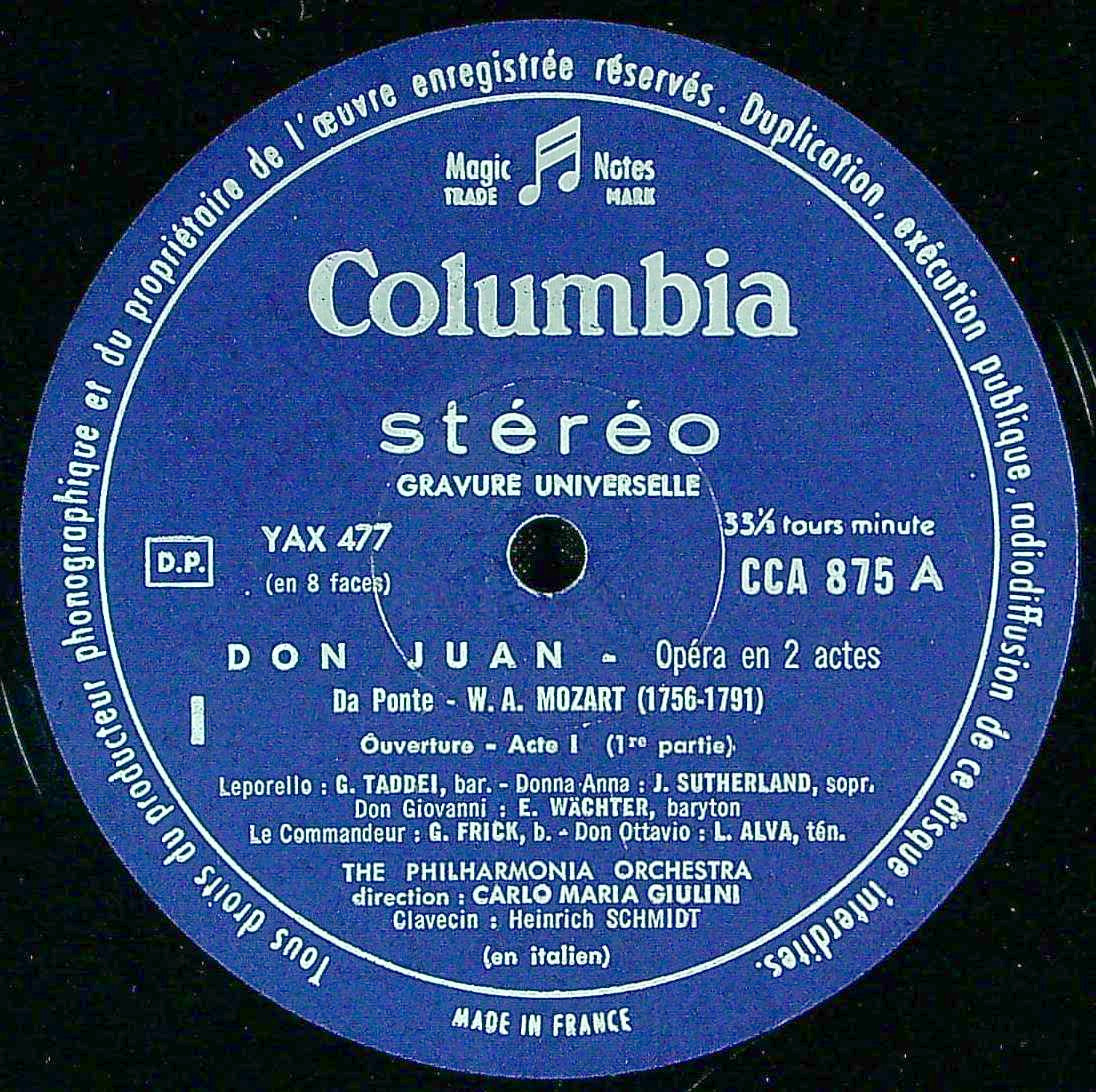 Tous droits du producteur phonographique et du propriétaire de l'œuvre enregistrée réservés. Duplication, exécution publique, radiodiffusion de ce disque interdites.
Magic Notes
TRADE MARK
Columbia
stéréo
GRAVURE UNIVERSELLE
33⅓ tours minute
YAX 477
D.P.
(en 8 faces)
CCA 875 A
DON JUAN - Opéra en 2 actes
Da Ponte - W. A. MOZART (1756-1791)
I
Ouverture - Acte I (1re partie)
Leporello : G. TADDEI, bar. - Donna Anna : J. SUTHERLAND, sopr.
Don Giovanni : E. WÄCHTER, baryton
Le Commandeur : G. FRICK, b. - Don Ottavio : L. ALVA, tén.
THE PHILHARMONIA ORCHESTRA
direction : CARLO MARIA GIULINI
Clavecin : Heinrich SCHMIDT
(en italien)
MADE IN FRANCE